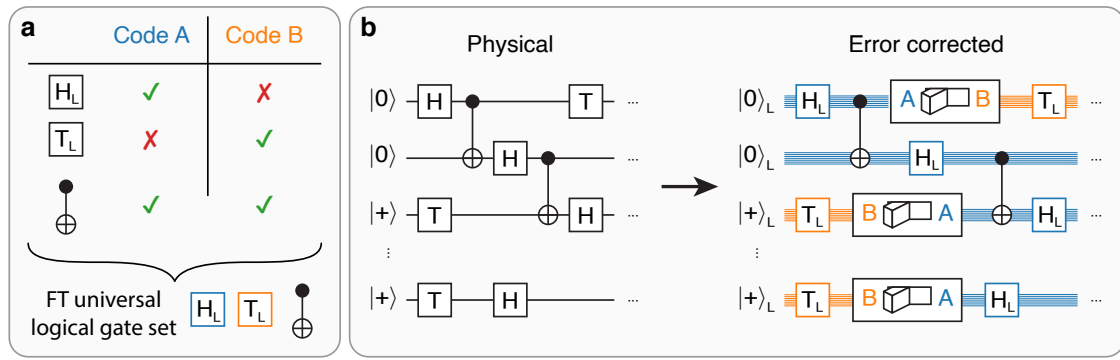 a
Code A Code B
H_L ✓ ✗
T_L ✗ ✓
✓ ✓
FT universal
logical gate set H_L T_L
b
Physical
|0⟩ H T ...
|0⟩ H ...
|+⟩ T H ...
⋮
|+⟩ T H ...
Error corrected
|0⟩_L H_L A B T_L ...
|0⟩_L H_L ...
|+⟩_L T_L B A H_L ...
⋮
|+⟩_L T_L B A H_L ...